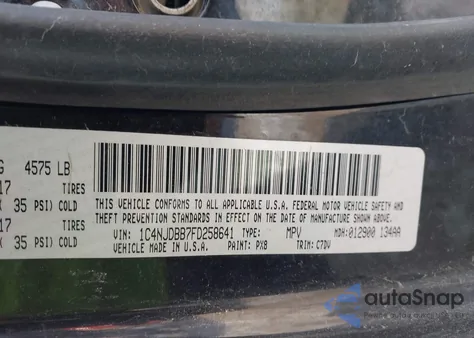 G 4575 LB
17 TIRES
35 PSI) COLD
17 TIRES
35 PSI) COLD
THIS VEHICLE CONFORMS TO ALL APPLICABLE
U.S.A. FEDERAL MOTOR VEHICLE SAFETY, BUMPER, AND
THEFT PREVENTION STANDARDS IN EFFECT ON THE DATE OF MANUFACTURE SHOWN ABOVE.
VIN: 1C4NJDBB7FD258641 TYPE: MPV MDH: 012900 134AA
VEHICLE MADE IN U.S.A. PAINT: PX8 TRIM: C7DV
autoSnap